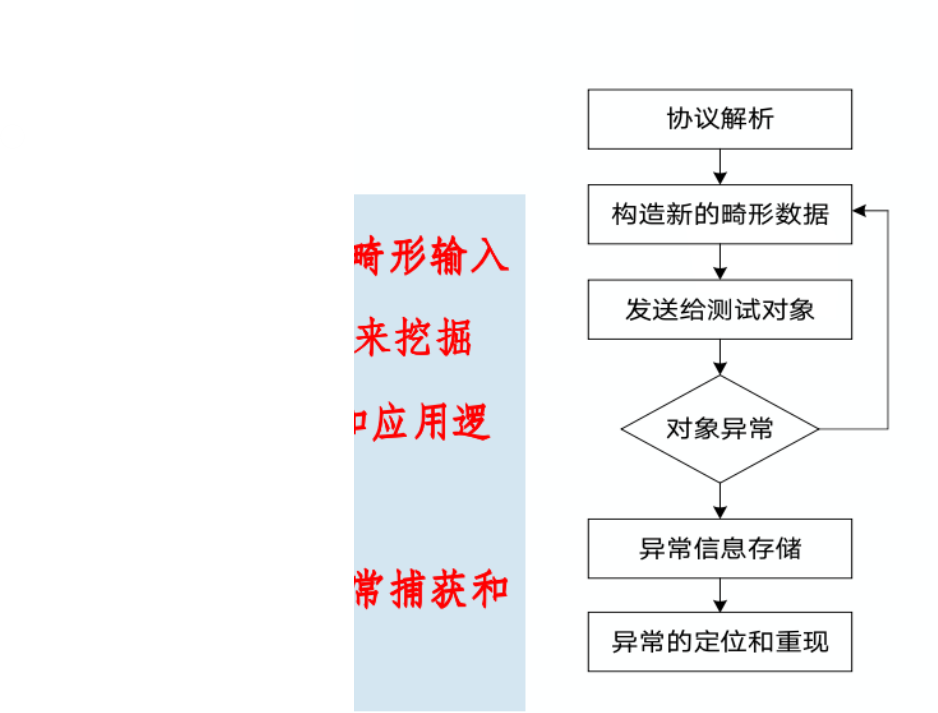 畸形输入
来挖掘
和应用逻
常捕获和
协议解析
构造新的畸形数据
发送给测试对象
对象异常
异常信息存储
异常的定位和重现